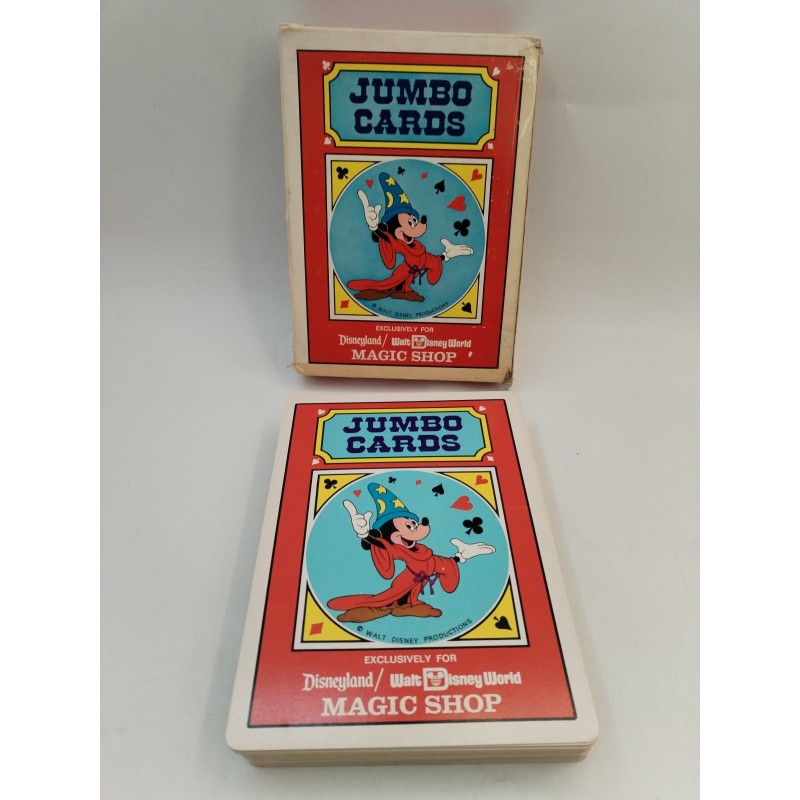 JUMBO
CARDS
© WALT DISNEY PRODUCTIONS
EXCLUSIVELY FOR
Disneyland / Walt Disney World
MAGIC SHOP
JUMBO
CARDS
© WALT DISNEY PRODUCTIONS
EXCLUSIVELY FOR
Disneyland / Walt Disney World
MAGIC SHOP